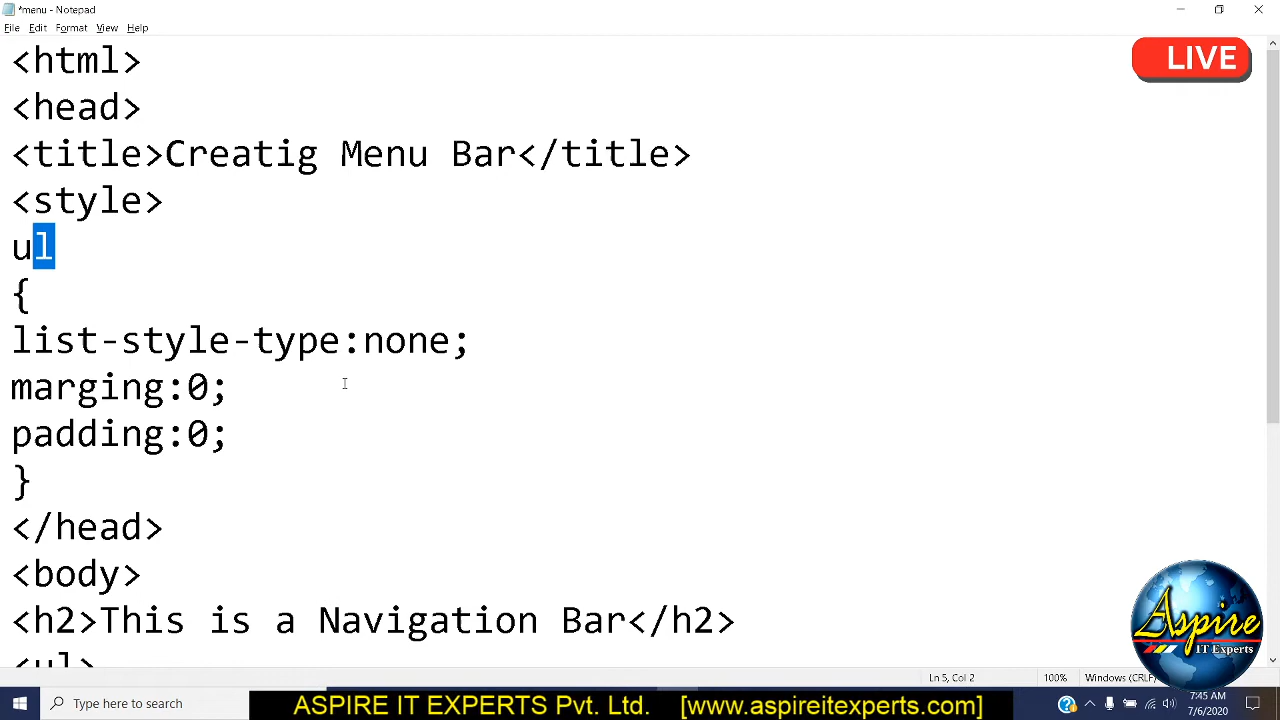 *menu - Notepad
File Edit Format View Help
<html>
<head>
<title>Creatig Menu Bar</title>
<style>
ul
{
list-style-type:none;
marging:0;
padding:0;
}
</head>
<body>
<h2>This is a Navigation Bar</h2>
<ul>
LIVE
Aspire
IT Experts
Ln 5, Col 2
100%
Windows (CRLF)
Type here to search
ASPIRE IT EXPERTS Pvt. Ltd. [www.aspireitexperts.com]
7:45 AM
7/6/2020